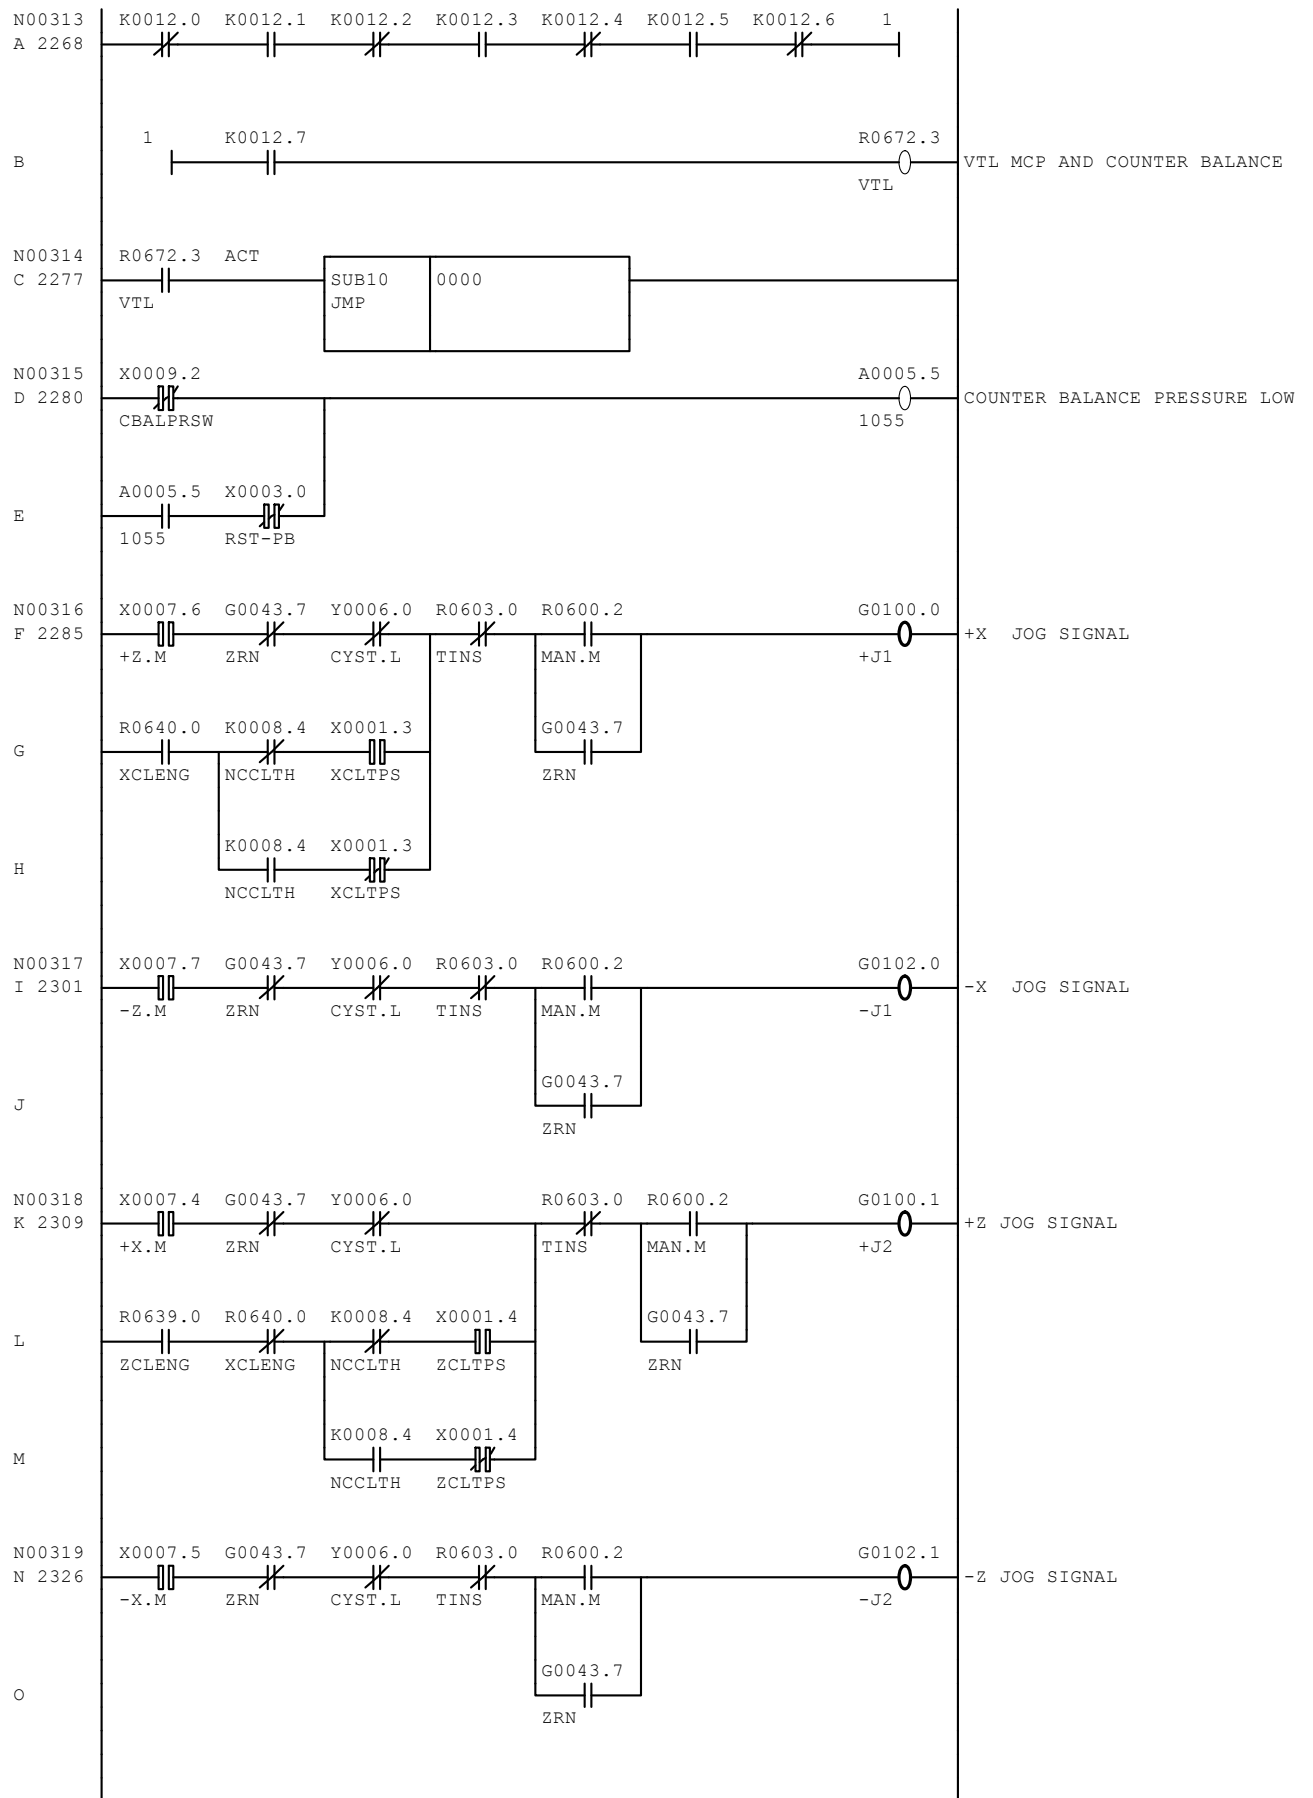 N00313 K0012.0 K0012.1 K0012.2 K0012.3 K0012.4 K0012.5 K0012.6 1
A 2268
1 K0012.7 R0672.3
B VTL MCP AND COUNTER BALANCE
VTL
N00314 R0672.3 ACT
C 2277 SUB10 0000
VTL JMP
N00315 X0009.2 A0005.5
D 2280 COUNTER BALANCE PRESSURE LOW
CBALPRSW 1055
A0005.5 X0003.0
E
1055 RST-PB
N00316 X0007.6 G0043.7 Y0006.0 R0603.0 R0600.2 G0100.0
F 2285 +X JOG SIGNAL
+Z.M ZRN CYST.L TINS MAN.M +J1
R0640.0 K0008.4 X0001.3 G0043.7
G
XCLENG NCCLTH XCLTPS ZRN
K0008.4 X0001.3
H
NCCLTH XCLTPS
N00317 X0007.7 G0043.7 Y0006.0 R0603.0 R0600.2 G0102.0
I 2301 -X JOG SIGNAL
-Z.M ZRN CYST.L TINS MAN.M -J1
G0043.7
J
ZRN
N00318 X0007.4 G0043.7 Y0006.0 R0603.0 R0600.2 G0100.1
K 2309 +Z JOG SIGNAL
+X.M ZRN CYST.L TINS MAN.M +J2
R0639.0 R0640.0 K0008.4 X0001.4 G0043.7
L
ZCLENG XCLENG NCCLTH ZCLTPS ZRN
K0008.4 X0001.4
M
NCCLTH ZCLTPS
N00319 X0007.5 G0043.7 Y0006.0 R0603.0 R0600.2 G0102.1
N 2326 -Z JOG SIGNAL
-X.M ZRN CYST.L TINS MAN.M -J2
G0043.7
O
ZRN